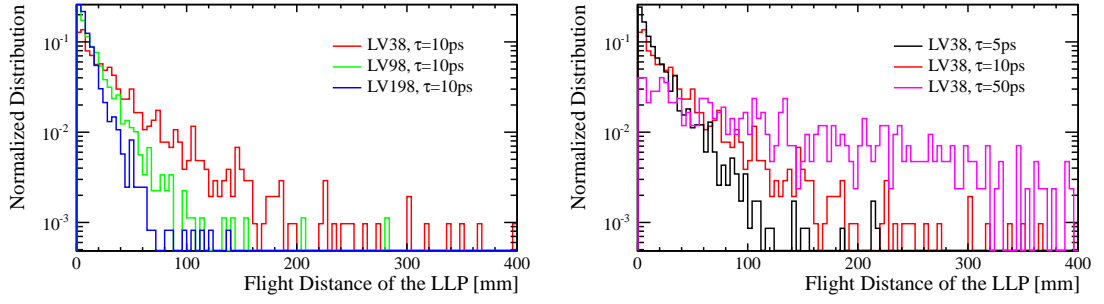 Normalized Distribution
10⁻¹
10⁻²
10⁻³
LV38, τ=10ps
LV98, τ=10ps
LV198, τ=10ps
0 100 200 300 400
Flight Distance of the LLP [mm]
Normalized Distribution
10⁻¹
10⁻²
10⁻³
LV38, τ=5ps
LV38, τ=10ps
LV38, τ=50ps
0 100 200 300 400
Flight Distance of the LLP [mm]